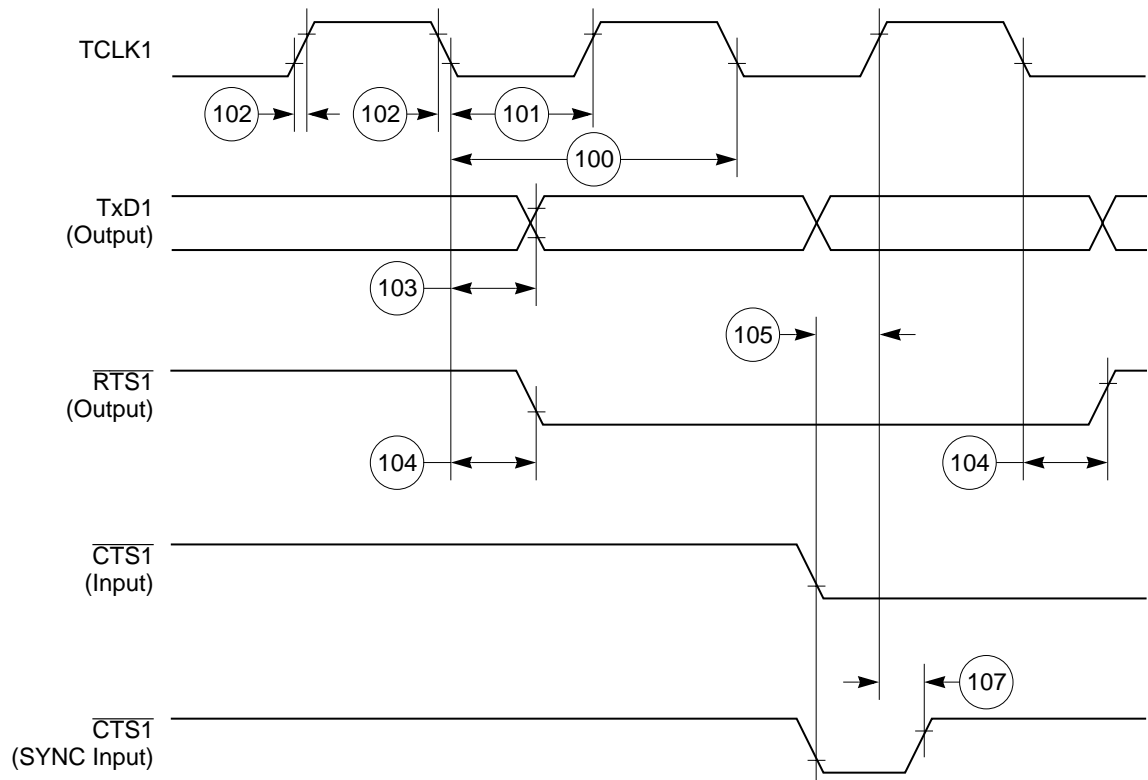 TCLK1
102
102
101
100
TxD1
(Output)
103
105
RTS1
(Output)
104
104
CTS1
(Input)
107
CTS1
(SYNC Input)